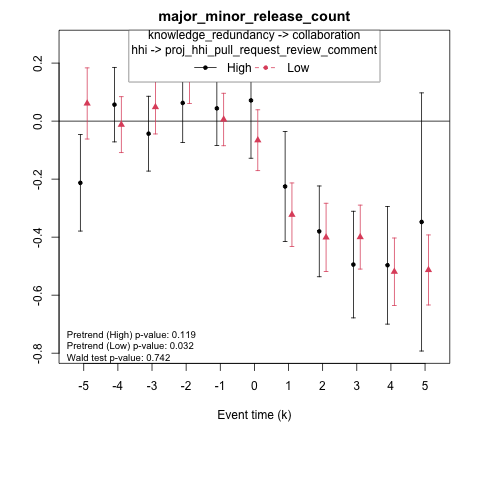 major_minor_release_count
knowledge_redundancy -> collaboration
hhi -> proj_hhi_pull_request_review_comment
High Low
0.2
0.0
-0.2
-0.4
-0.6
-0.8
Pretrend (High) p-value: 0.119
Pretrend (Low) p-value: 0.032
Wald test p-value: 0.742
-5 -4 -3 -2 -1 0 1 2 3 4 5
Event time (k)